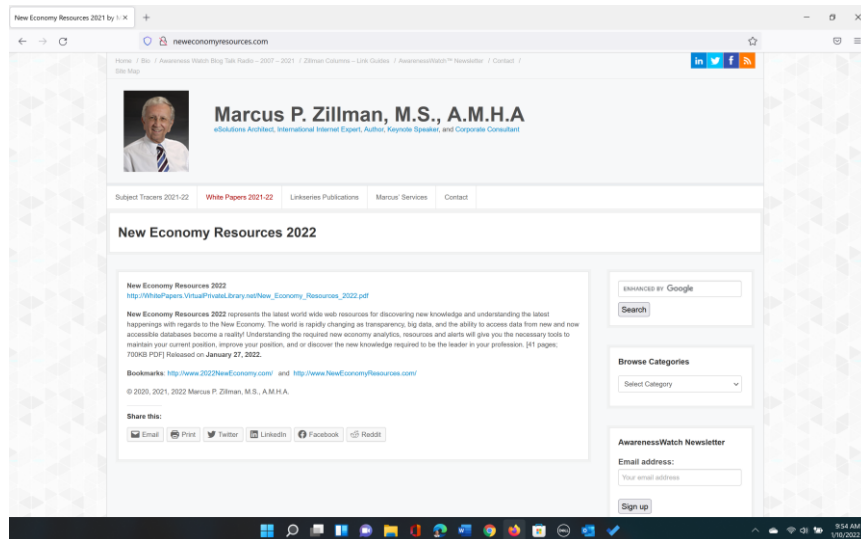 New Economy Resources 2021 by M
neweconomyresources.com
Home / Bio / Awareness Watch Blog Talk Radio – 2007 – 2021 / Zillman Columns – Link Guides / AwarenessWatch™ Newsletter / Contact /
Site Map
Marcus P. Zillman, M.S., A.M.H.A
eSolutions Architect, International Internet Expert, Author, Keynote Speaker, and Corporate Consultant
Subject Tracers 2021-22 White Papers 2021-22 Linkseries Publications Marcus' Services Contact
New Economy Resources 2022
New Economy Resources 2022
http://WhitePapers.VirtualPrivateLibrary.net/New_Economy_Resources_2022.pdf
New Economy Resources 2022 represents the latest world wide web resources for discovering new knowledge and understanding the latest
happenings with regards to the New Economy. The world is rapidly changing as transparency, big data, and the ability to access data from new and now
accessible databases become a reality! Understanding the required new economy analytics, resources and alerts will give you the necessary tools to
maintain your current position, improve your position, and or discover the new knowledge required to be the leader in your profession. [41 pages;
700KB PDF] Released on January 27, 2022.
Bookmarks: http://www.2022NewEconomy.com/ and http://www.NewEconomyResources.com/
© 2020, 2021, 2022 Marcus P. Zillman, M.S., A.M.H.A.
Share this:
Email Print Twitter LinkedIn Facebook Reddit
ENHANCED BY Google
Search
Browse Categories
Select Category
AwarenessWatch Newsletter
Email address:
Your email address
Sign up
9:54 AM
1/10/2022